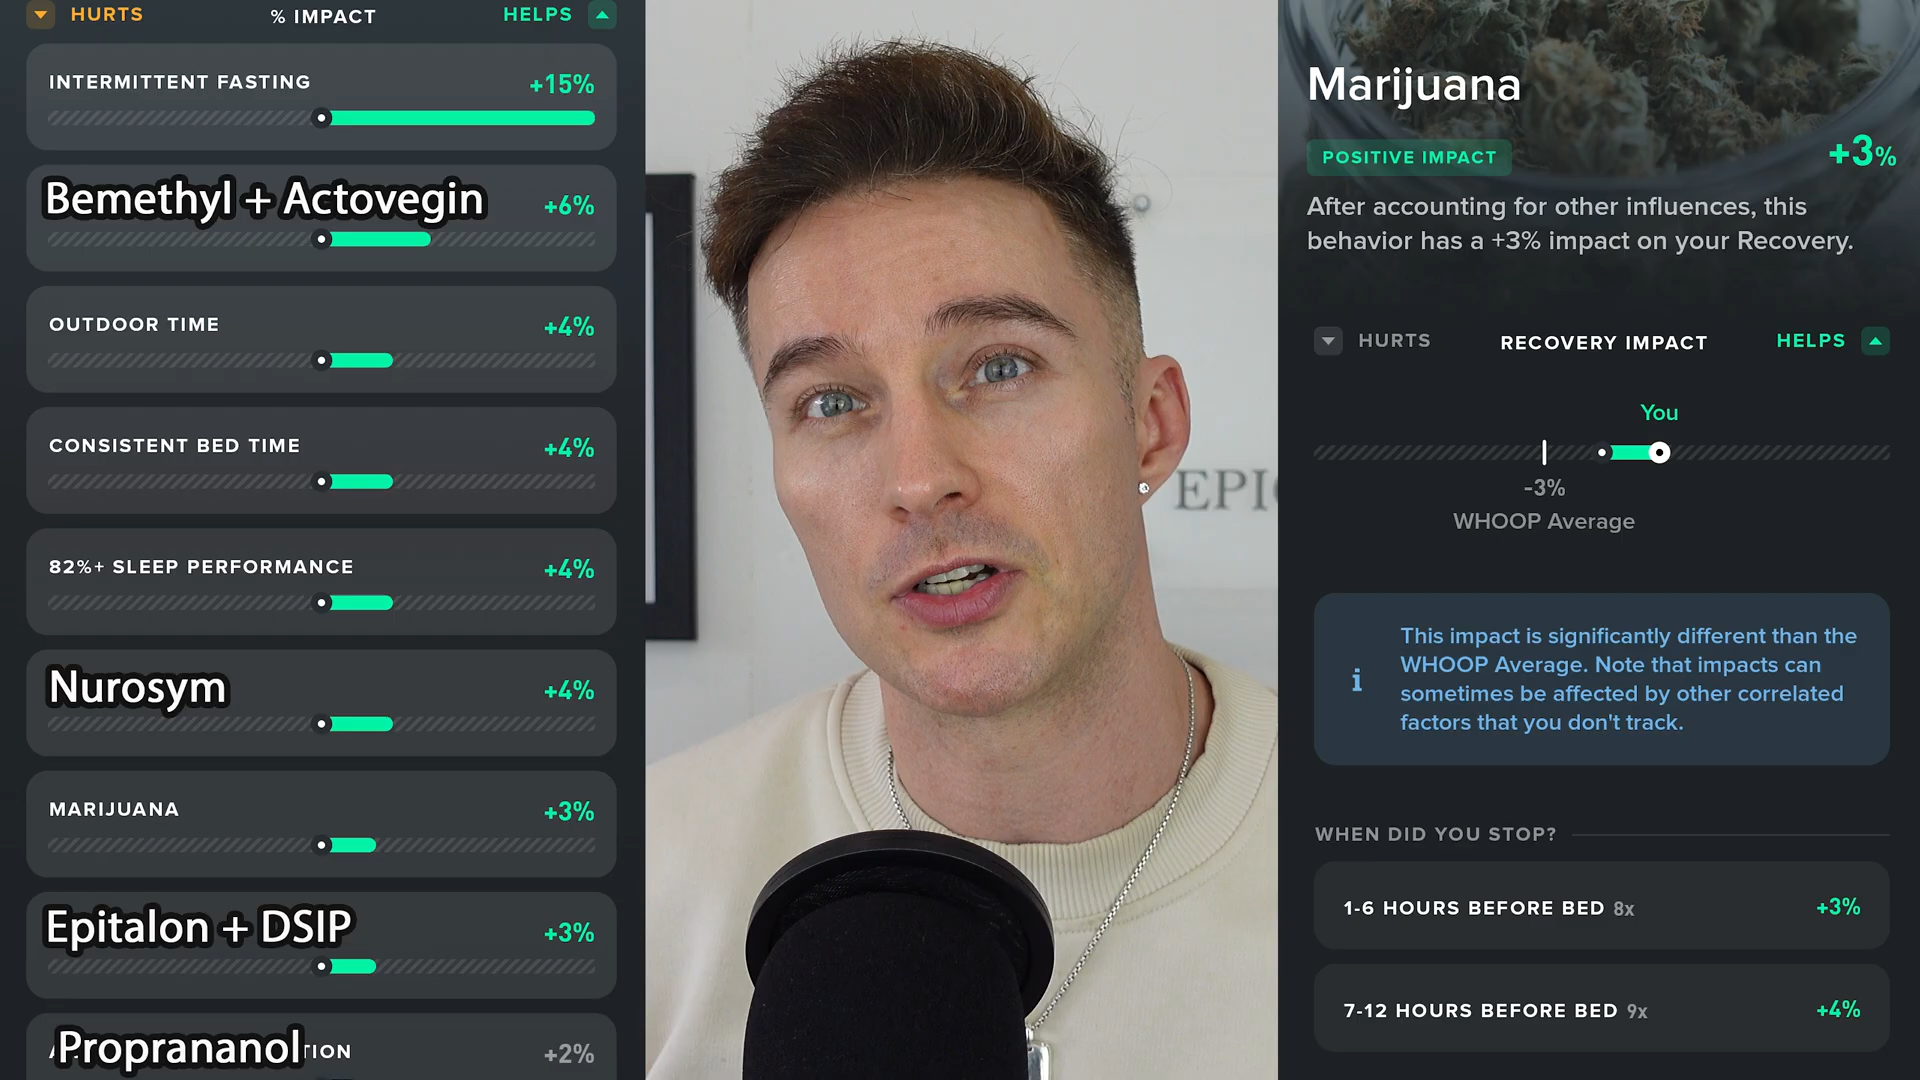 HURTS
% IMPACT
HELPS
INTERMITTENT FASTING
+15%
Bemethyl + Actovegin
+6%
OUTDOOR TIME
+4%
CONSISTENT BED TIME
+4%
82%+ SLEEP PERFORMANCE
+4%
Nurosym
+4%
MARIJUANA
+3%
Epitalon + DSIP
+3%
Proprananol
TION
+2%
EPIC
Marijuana
POSITIVE IMPACT
+3%
After accounting for other influences, this
behavior has a +3% impact on your Recovery.
HURTS
RECOVERY IMPACT
HELPS
You
-3%
WHOOP Average
This impact is significantly different than the
WHOOP Average. Note that impacts can
sometimes be affected by other correlated
factors that you don't track.
WHEN DID YOU STOP?
1-6 HOURS BEFORE BED 8x
+3%
7-12 HOURS BEFORE BED 9x
+4%